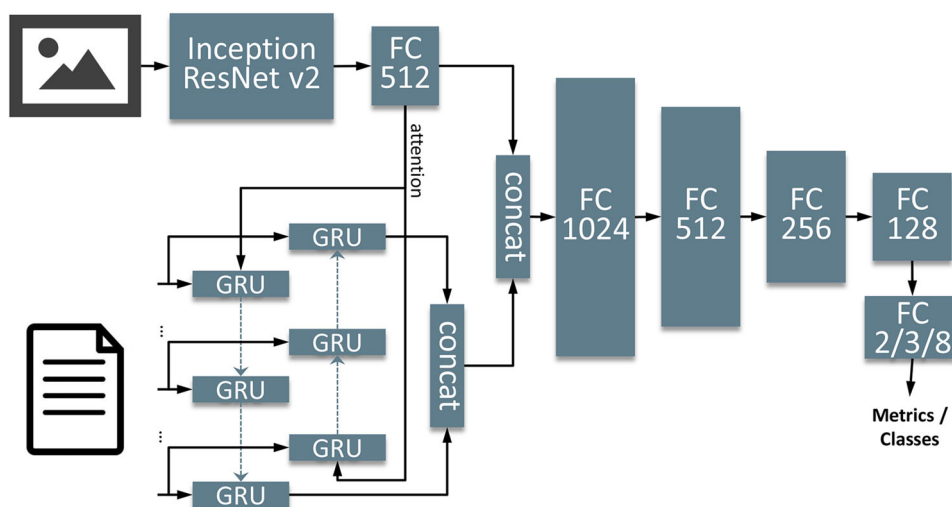 Inception
ResNet v2
FC
512
attention
GRU
GRU
...
GRU
GRU
...
GRU
GRU
concat
concat
FC
1024
FC
512
FC
256
FC
128
FC
2/3/8
Metrics /
Classes